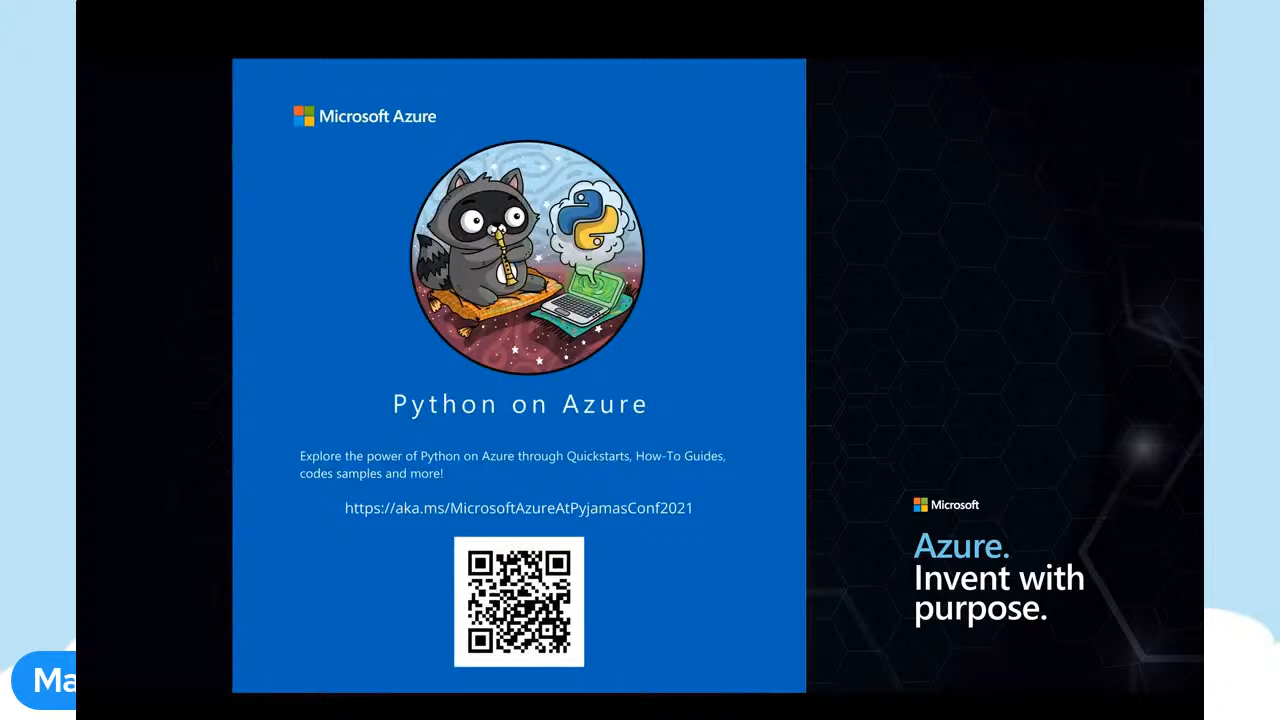 Microsoft Azure
Python on Azure
Explore the power of Python on Azure through Quickstarts, How-To Guides,
codes samples and more!
https://aka.ms/MicrosoftAzureAtPyjamasConf2021
Microsoft
Azure.
Invent with
purpose.
Ma